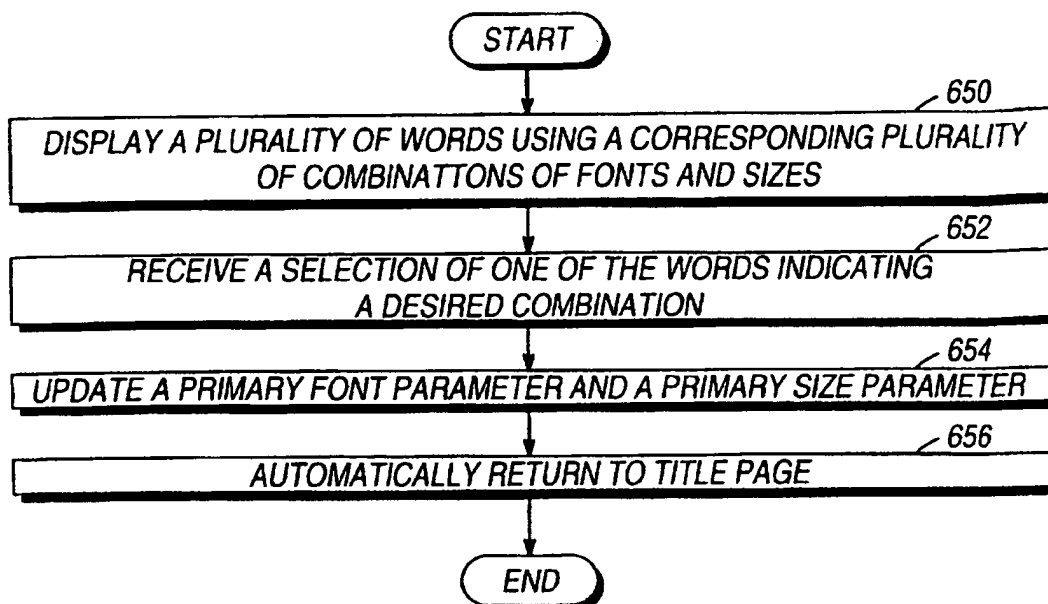 START
650
DISPLAY A PLURALITY OF WORDS USING A CORRESPONDING PLURALITY
OF COMBINATTONS OF FONTS AND SIZES
652
RECEIVE A SELECTION OF ONE OF THE WORDS INDICATING
A DESIRED COMBINATION
654
UPDATE A PRIMARY FONT PARAMETER AND A PRIMARY SIZE PARAMETER
656
AUTOMATICALLY RETURN TO TITLE PAGE
END